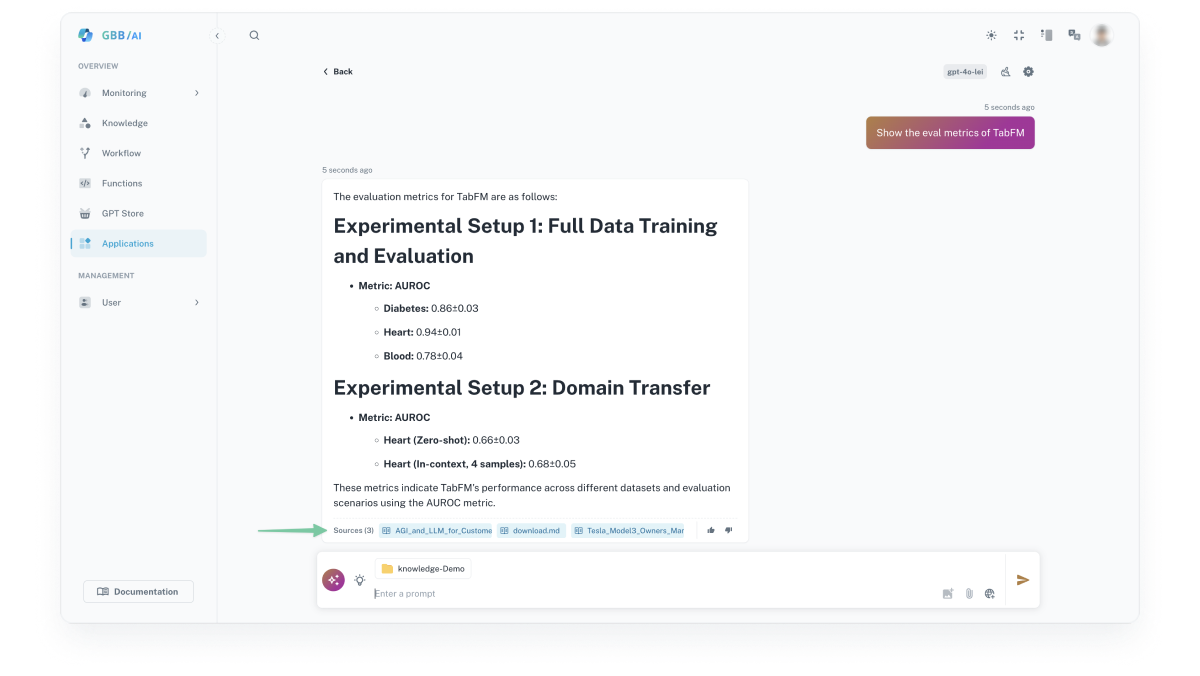 GBB/AI
OVERVIEW
Monitoring
Knowledge
Workflow
Functions
GPT Store
Applications
MANAGEMENT
User
Documentation
Back
gpt-4o-lei
5 seconds ago
Show the eval metrics of TabFM
5 seconds ago
The evaluation metrics for TabFM are as follows:
Experimental Setup 1: Full Data Training
and Evaluation
• Metric: AUROC
○ Diabetes: 0.86±0.03
○ Heart: 0.94±0.01
○ Blood: 0.78±0.04
Experimental Setup 2: Domain Transfer
• Metric: AUROC
○ Heart (Zero-shot): 0.66±0.03
○ Heart (In-context, 4 samples): 0.68±0.05
These metrics indicate TabFM's performance across different datasets and evaluation
scenarios using the AUROC metric.
Sources (3) AGI_and_LLM_for_Custome download.md Tesla_Model3_Owners_Mar
knowledge-Demo
Enter a prompt